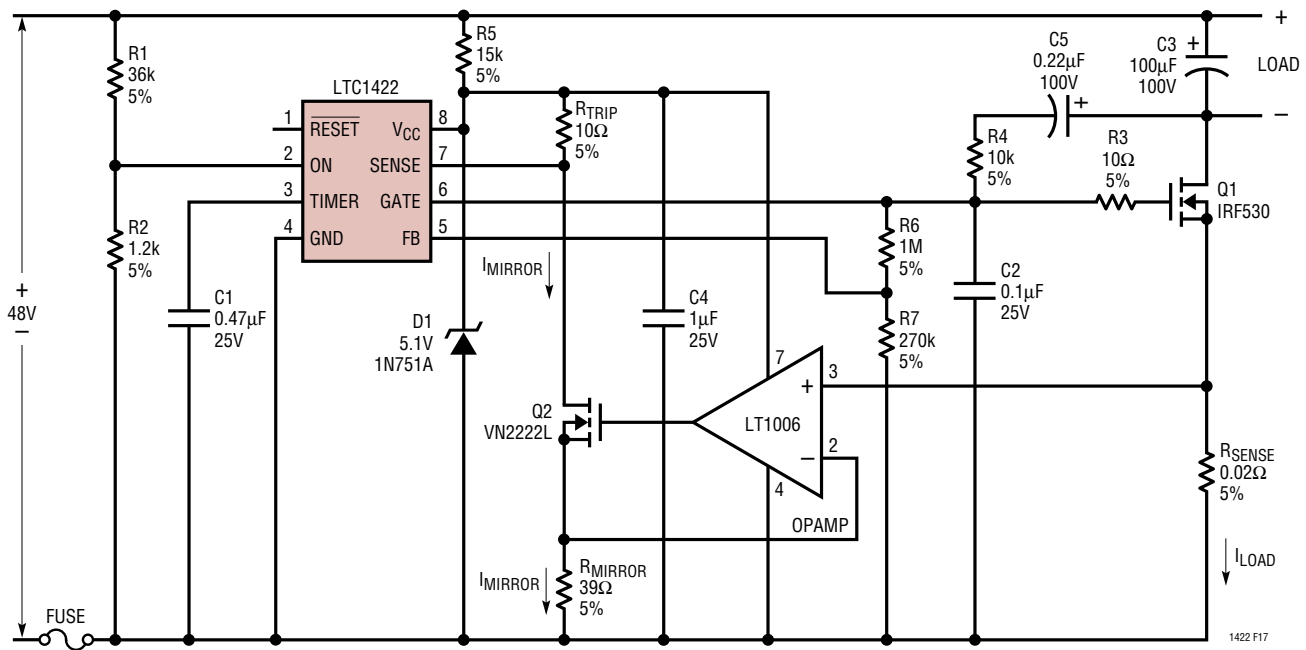 +
48V
−
FUSE
R1
36k
5%
R2
1.2k
5%
C1
0.47µF
25V
LTC1422
1
RESET
2
ON
3
TIMER
4
GND
VCC
8
SENSE
7
GATE
6
FB
5
R5
15k
5%
D1
5.1V
1N751A
RTRIP
10Ω
5%
IMIRROR
Q2
VN2222L
IMIRROR
RMIRROR
39Ω
5%
C4
1µF
25V
7
3
+
LT1006
2
−
4
OPAMP
R6
1M
5%
R7
270k
5%
C2
0.1µF
25V
R4
10k
5%
C5
0.22µF
100V
+
R3
10Ω
5%
Q1
IRF530
C3
100µF
100V
+
+
LOAD
−
RSENSE
0.02Ω
5%
ILOAD
1422 F17